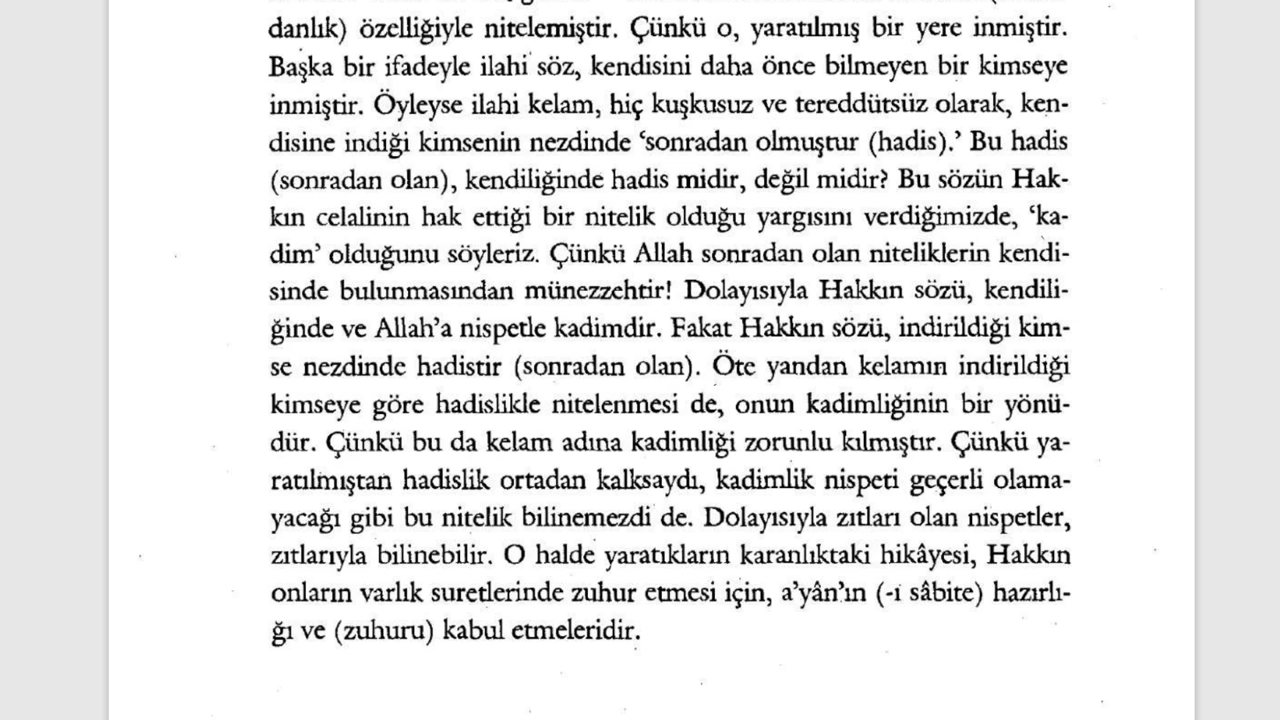 danlık) özelliğiyle nitelemiştir. Çünkü o, yaratılmış bir yere inmiştir.
Başka bir ifadeyle ilahi söz, kendisini daha önce bilmeyen bir kimseye
inmiştir. Öyleyse ilahi kelam, hiç kuşkusuz ve tereddütsüz olarak, ken-
disine indiği kimsenin nezdinde ‘sonradan olmuştur (hadis).’ Bu hadis
(sonradan olan), kendiliğinde hadis midir, değil midir? Bu sözün Hak-
kın celalinin hak ettiği bir nitelik olduğu yargısını verdiğimizde, ‘ka-
dim’ olduğunu söyleriz. Çünkü Allah sonradan olan niteliklerin kendi-
sinde bulunmasından münezzehtir! Dolayısıyla Hakkın sözü, kendili-
ğinde ve Allah’a nispetle kadimdir. Fakat Hakkın sözü, indirildiği kim-
se nezdinde hadistir (sonradan olan). Öte yandan kelamın indirildiği
kimseye göre hadislikle nitelenmesi de, onun kadimliğinin bir yönü-
dür. Çünkü bu da kelam adına kadimliği zorunlu kılmıştır. Çünkü ya-
ratılmıştan hadislik ortadan kalksaydı, kadimlik nispeti geçerli olama-
yacağı gibi bu nitelik bilinemezdi de. Dolayısıyla zıtları olan nispetler,
zıtlarıyla bilinebilir. O halde yaratıkların karanlıktaki hikâyesi, Hakkın
onların varlık suretlerinde zuhur etmesi için, a’yân’ın (-ı sâbite) hazırlı-
ğı ve (zuhuru) kabul etmeleridir.